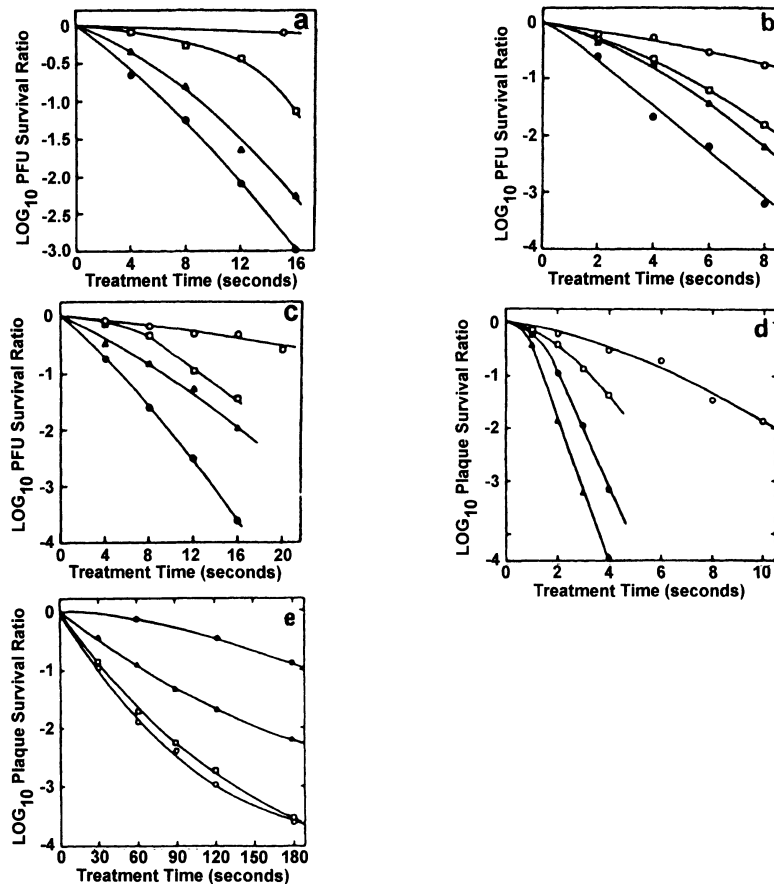 a
LOG10 PFU Survival Ratio
0
-0.5
-1.0
-1.5
-2.0
2.5
-3.0
0 4 8 12 16
Treatment Time (seconds)
b
LOG10 PFU Survival Ratio
0
-1
-2
-3
-4
0 2 4 6 8
Treatment Time (seconds)
c
LOG10 PFU Survival Ratio
0
-1
-2
-3
-4
0 4 8 12 16 20
Treatment Time (seconds)
d
LOG10 Plaque Survival Ratio
0
-1
-2
-3
-4
0 2 4 6 8 10
Treatment Time (seconds)
e
LOG10 Plaque Survival Ratio
0
-1
-2
-3
-4
0 30 60 90 120 150 180
Treatment Time (seconds)